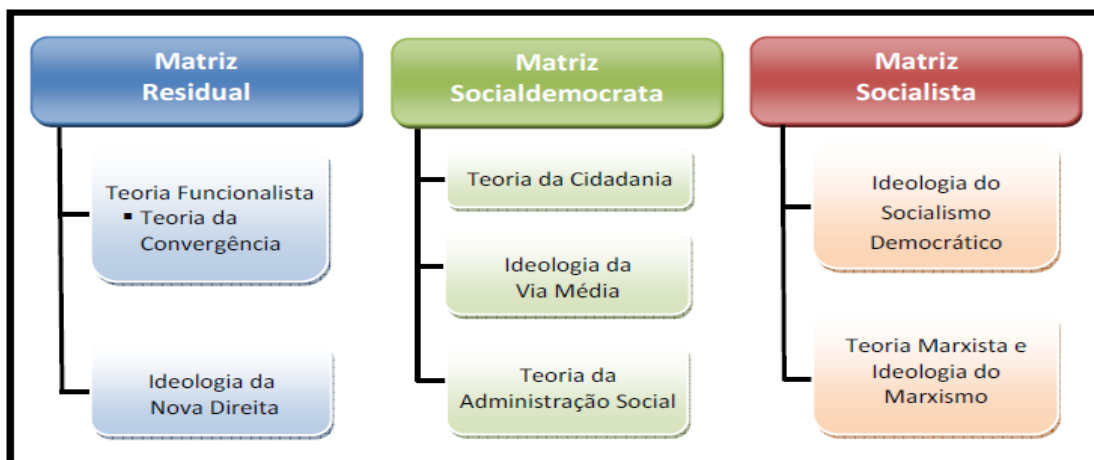 Matriz
Residual
Teoria Funcionalista
▪ Teoria da
Convergência
Ideologia da
Nova Direita
Matriz
Socialdemocrata
Teoria da Cidadania
Ideologia da
Via Média
Teoria da
Administração Social
Matriz
Socialista
Ideologia do
Socialismo
Democrático
Teoria Marxista e
Ideologia do
Marxismo